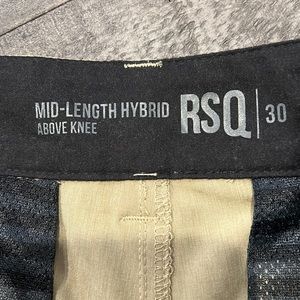 MID-LENGTH HYBRID
ABOVE KNEE
RSQ | 30